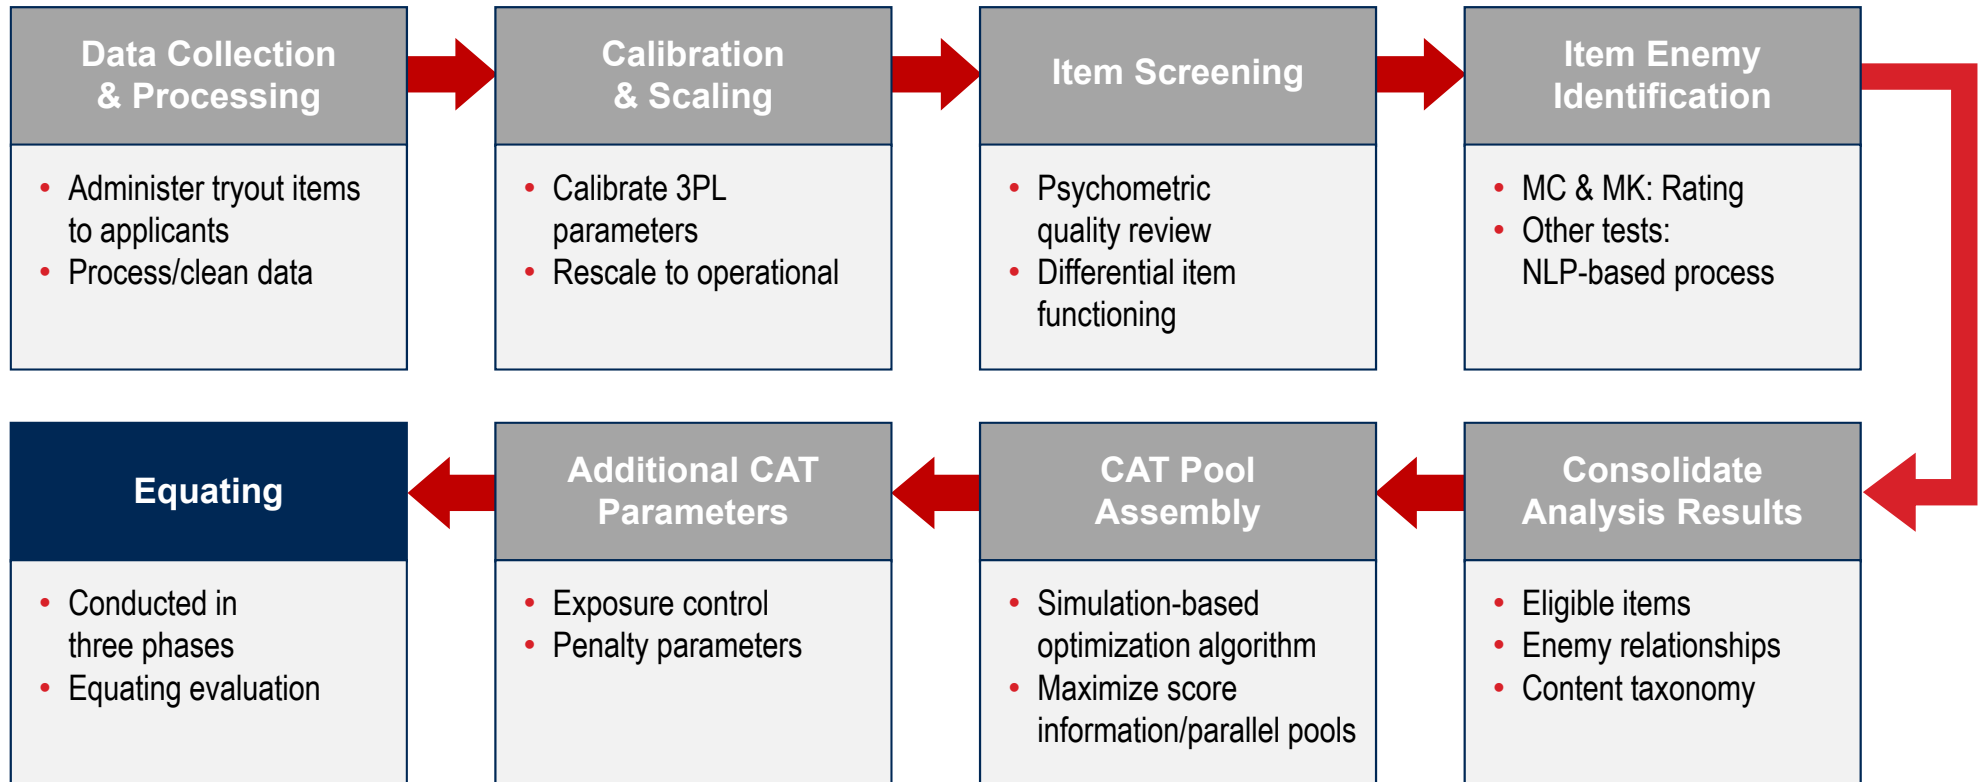 Data Collection
& Processing
• Administer tryout items
to applicants
• Process/clean data
Calibration
& Scaling
• Calibrate 3PL
parameters
• Rescale to operational
Item Screening
• Psychometric
quality review
• Differential item
functioning
Item Enemy
Identification
• MC & MK: Rating
• Other tests:
NLP-based process
Consolidate
Analysis Results
• Eligible items
• Enemy relationships
• Content taxonomy
CAT Pool
Assembly
• Simulation-based
optimization algorithm
• Maximize score
information/parallel pools
Additional CAT
Parameters
• Exposure control
• Penalty parameters
Equating
• Conducted in
three phases
• Equating evaluation